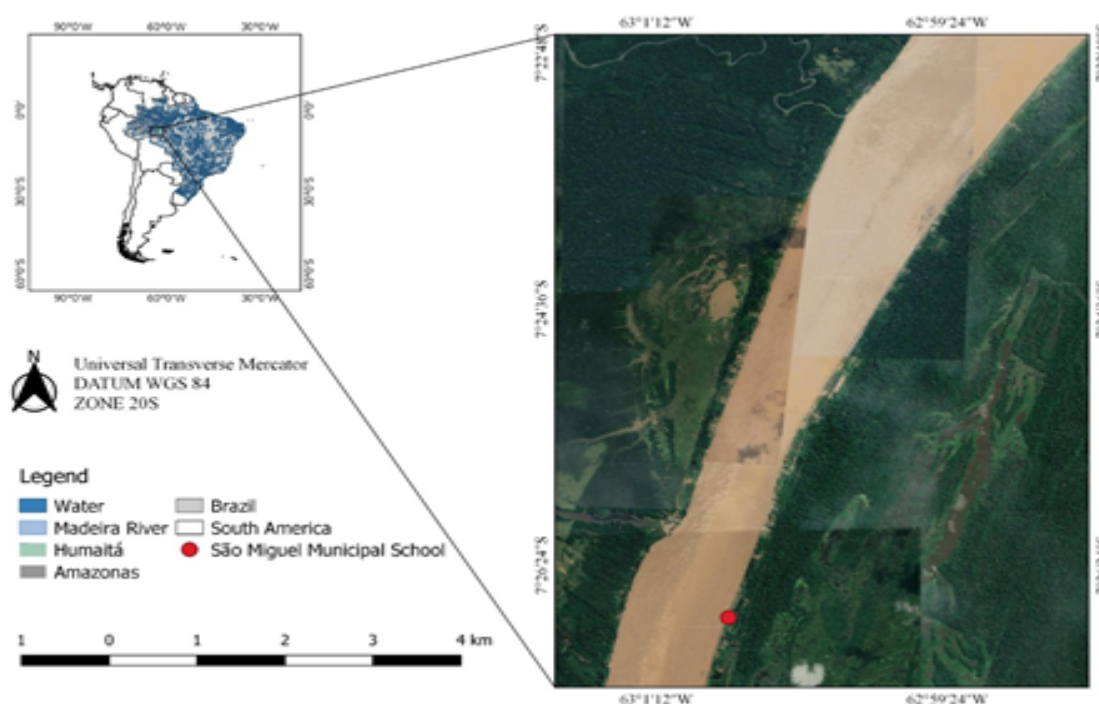 90°0'W 60°0'W 30°0'W
0°0' 0°0'
30°0'S 30°0'S
60°0'S 60°0'S
90°0'W 60°0'W 30°0'W
63°1'12"W 62°59'24"W
7°22'48"S
7°24'36"S
7°26'24"S
63°1'12"W 62°59'24"W
N
Universal Transverse Mercator
DATUM WGS 84
ZONE 20S
Legend
Water Brazil
Madeira River South America
Humaitá São Miguel Municipal School
Amazonas
1 0 1 2 3 4 km